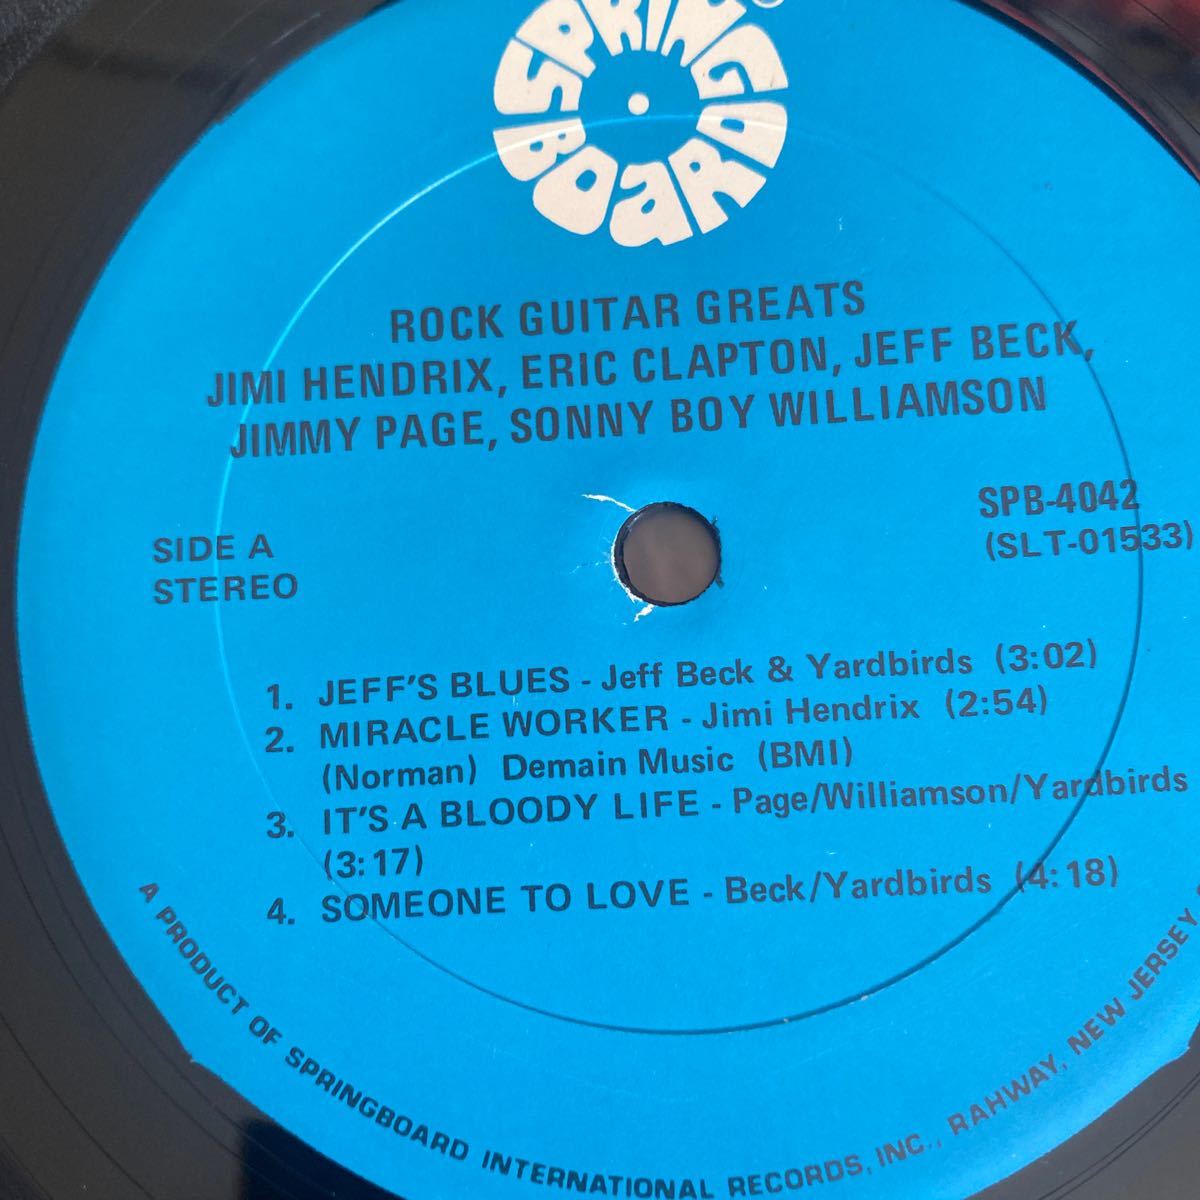 SPRINGBOARD
ROCK GUITAR GREATS
JIMI HENDRIX, ERIC CLAPTON, JEFF BECK,
JIMMY PAGE, SONNY BOY WILLIAMSON
SPB-4042
(SLT-01533)
SIDE A
STEREO
1. JEFF'S BLUES - Jeff Beck & Yardbirds (3:02)
2. MIRACLE WORKER - Jimi Hendrix (2:54)
(Norman) Demain Music (BMI)
3. IT'S A BLOODY LIFE - Page/Williamson/Yardbirds
(3:17)
4. SOMEONE TO LOVE - Beck/Yardbirds (4:18)
A PRODUCT OF SPRINGBOARD INTERNATIONAL RECORDS, INC., RAHWAY, NEW JERSEY